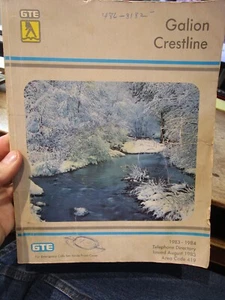 GTE
Galion
Crestline
1983 - 1984
Telephone Directory
Issued August 1983
Area Code 419
GTE